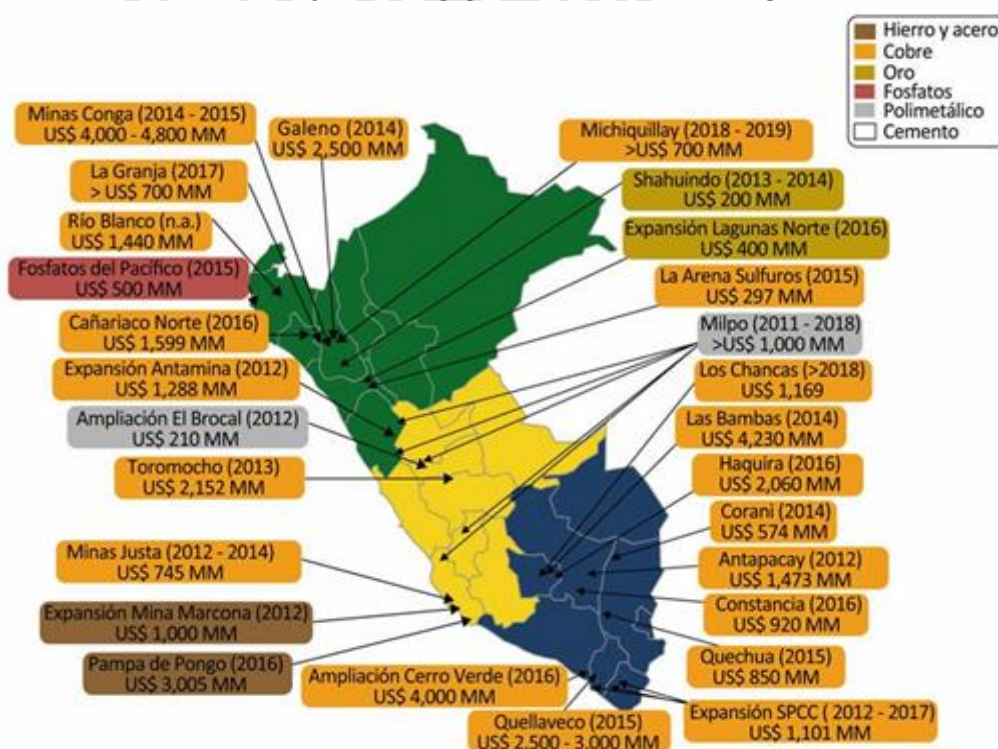 Hierro y acero
Cobre
Oro
Fosfatos
Polimetálico
Cemento
Minas Conga (2014 - 2015)
US$ 4,000 - 4,800 MM
Galeno (2014)
US$ 2,500 MM
Michiquillay (2018 - 2019)
>US$ 700 MM
La Granja (2017)
> US$ 700 MM
Shahuindo (2013 - 2014)
US$ 200 MM
Río Blanco (n.a.)
US$ 1,440 MM
Expansión Lagunas Norte (2016)
US$ 400 MM
Fosfatos del Pacífico (2015)
US$ 500 MM
La Arena Sulfuros (2015)
US$ 297 MM
Cañariaco Norte (2016)
US$ 1,599 MM
Milpo (2011 - 2018)
>US$ 1,000 MM
Expansión Antamina (2012)
US$ 1,288 MM
Los Chancas (>2018)
US$ 1,169
Ampliación El Brocal (2012)
US$ 210 MM
Las Bambas (2014)
US$ 4,230 MM
Toromocho (2013)
US$ 2,152 MM
Haquira (2016)
US$ 2,060 MM
Corani (2014)
US$ 574 MM
Minas Justa (2012 - 2014)
US$ 745 MM
Antapacay (2012)
US$ 1,473 MM
Expansión Mina Marcona (2012)
US$ 1,000 MM
Constancia (2016)
US$ 920 MM
Pampa de Pongo (2016)
US$ 3,005 MM
Quechua (2015)
US$ 850 MM
Ampliación Cerro Verde (2016)
US$ 4,000 MM
Quellaveco (2015)
US$ 2,500 - 3,000 MM
Expansión SPCC ( 2012 - 2017)
US$ 1,101 MM